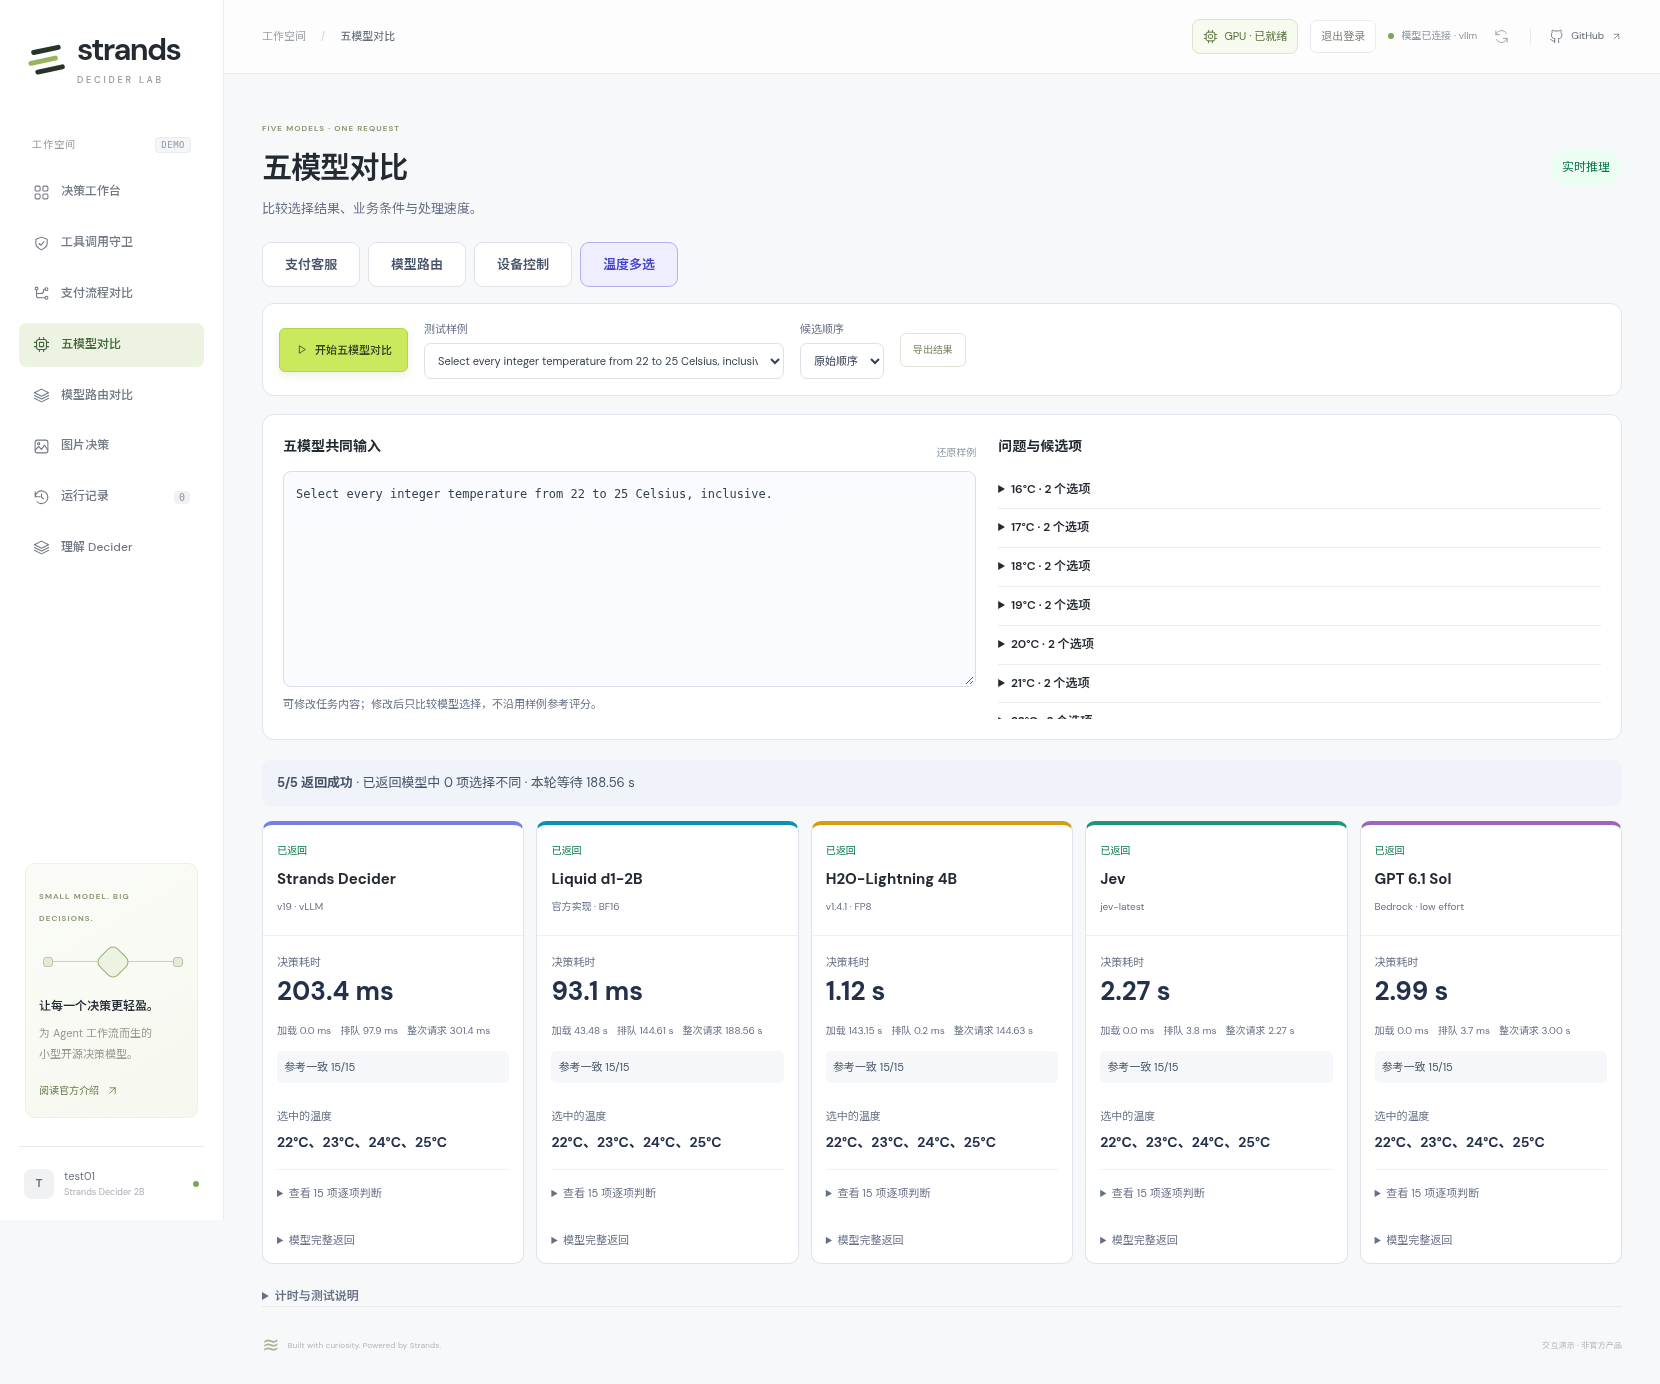 strands
DECIDER LAB
工作空间
DEMO
决策工作台
工具调用守卫
支付流程对比
五模型对比
模型路由对比
图片决策
运行记录
0
理解 Decider
SMALL MODEL. BIG
DECISIONS.
让每一个决策更轻盈。
为 Agent 工作流而生的
小型开源决策模型。
阅读官方介绍
T
test01
Strands Decider 2B
工作空间 / 五模型对比
GPU · 已就绪
退出登录
模型已连接 · vllm
GitHub
FIVE MODELS · ONE REQUEST
五模型对比
实时推理
比较选择结果、业务条件与处理速度。
支付客服
模型路由
设备控制
温度多选
开始五模型对比
测试样例
Select every integer temperature from 22 to 25 Celsius, inclusiv
候选顺序
原始顺序
导出结果
五模型共同输入
还原样例
Select every integer temperature from 22 to 25 Celsius, inclusive.
可修改任务内容；修改后只比较模型选择，不沿用样例参考评分。
问题与候选项
16°C · 2 个选项
17°C · 2 个选项
18°C · 2 个选项
19°C · 2 个选项
20°C · 2 个选项
21°C · 2 个选项
5/5 返回成功 · 已返回模型中 0 项选择不同 · 本轮等待 188.56 s
已返回
Strands Decider
v19 · vLLM
决策耗时
203.4 ms
加载 0.0 ms 排队 97.9 ms 整次请求 301.4 ms
参考一致 15/15
选中的温度
22°C、23°C、24°C、25°C
查看 15 项逐项判断
模型完整返回
已返回
Liquid d1-2B
官方实现 · BF16
决策耗时
93.1 ms
加载 43.48 s 排队 144.61 s 整次请求 188.56 s
参考一致 15/15
选中的温度
22°C、23°C、24°C、25°C
查看 15 项逐项判断
模型完整返回
已返回
H2O-Lightning 4B
v1.4.1 · FP8
决策耗时
1.12 s
加载 143.15 s 排队 0.2 ms 整次请求 144.63 s
参考一致 15/15
选中的温度
22°C、23°C、24°C、25°C
查看 15 项逐项判断
模型完整返回
已返回
Jev
jev-latest
决策耗时
2.27 s
加载 0.0 ms 排队 3.8 ms 整次请求 2.27 s
参考一致 15/15
选中的温度
22°C、23°C、24°C、25°C
查看 15 项逐项判断
模型完整返回
已返回
GPT 6.1 Sol
Bedrock · low effort
决策耗时
2.99 s
加载 0.0 ms 排队 3.7 ms 整次请求 3.00 s
参考一致 15/15
选中的温度
22°C、23°C、24°C、25°C
查看 15 项逐项判断
模型完整返回
计时与测试说明
Built with curiosity. Powered by Strands.
交互演示 · 非官方产品